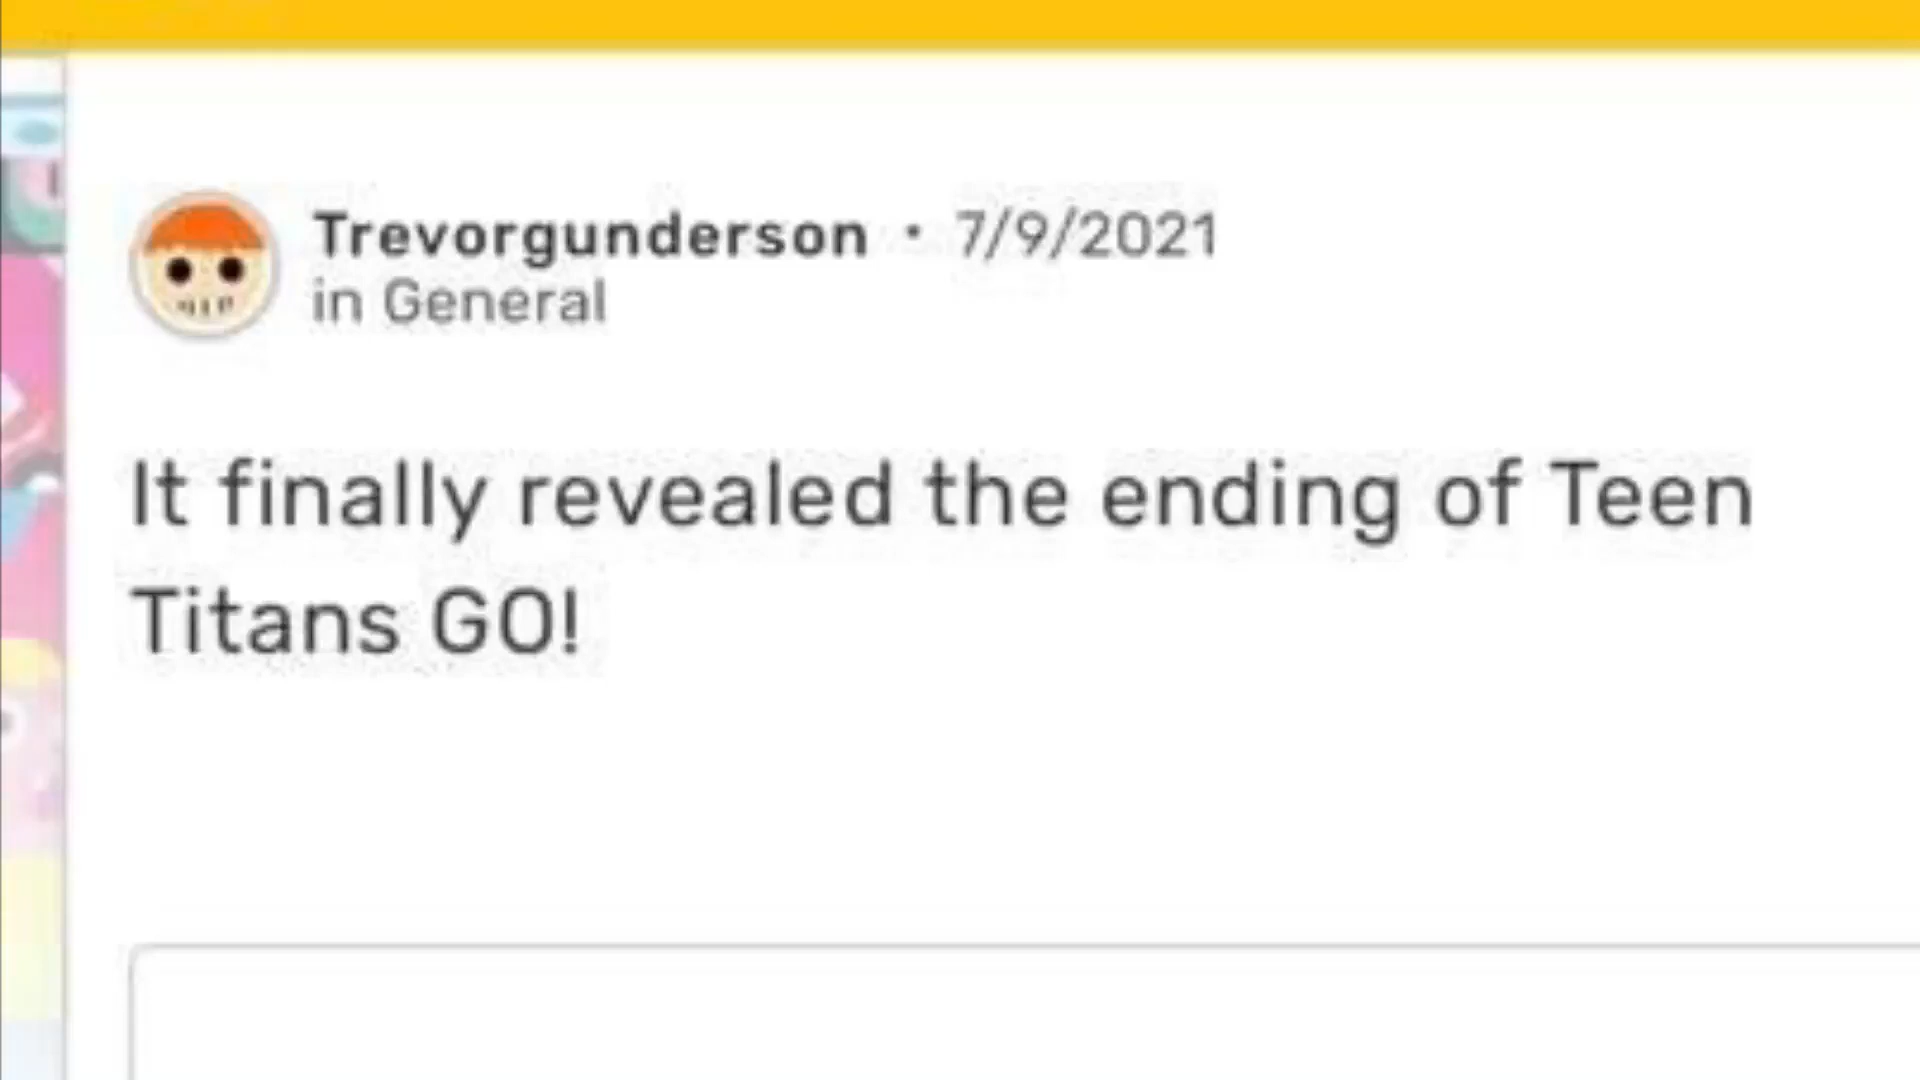 Trevorgunderson • 7/9/2021
in General
It finally revealed the ending of Teen
Titans GO!